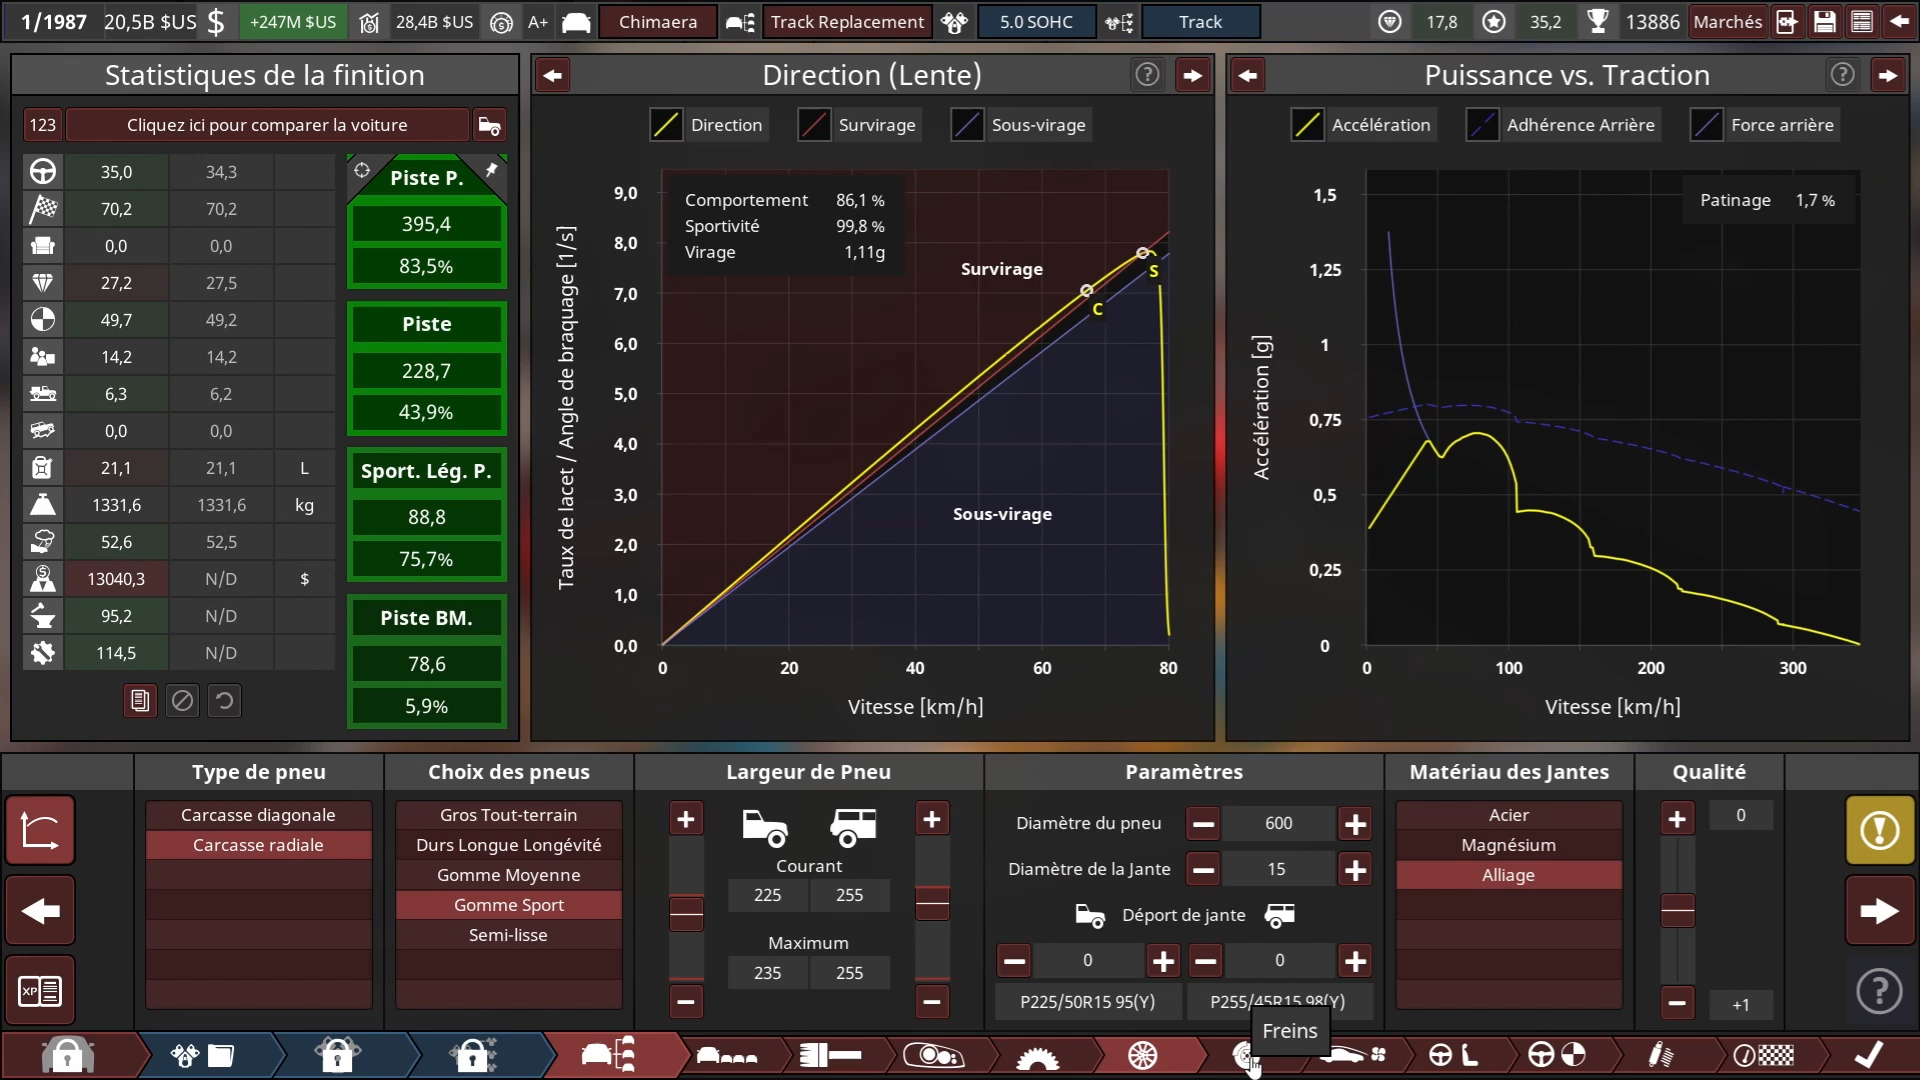 1/1987
20,5B $US
$
+247M $US
28,4B $US
A+
Chimaera
Track Replacement
5.0 SOHC
Track
17,8
35,2
13886
Marchés
Statistiques de la finition
123
Cliquez ici pour comparer la voiture
35,0 34,3
70,2 70,2
0,0 0,0
27,2 27,5
49,7 49,2
14,2 14,2
6,3 6,2
0,0 0,0
21,1 21,1 L
1331,6 1331,6 kg
52,6 52,5
13040,3 N/D $
95,2 N/D
114,5 N/D
Piste P.
395,4
83,5%
Piste
228,7
43,9%
Sport. Lég. P.
88,8
75,7%
Piste BM.
78,6
5,9%
Direction (Lente)
?
Direction
Survirage
Sous-virage
Taux de lacet / Angle de braquage [1/s]
9,0
8,0
7,0
6,0
5,0
4,0
3,0
2,0
1,0
0,0
Comportement 86,1 %
Sportivité 99,8 %
Virage 1,11g
Survirage
S
C
Sous-virage
0 20 40 60 80
Vitesse [km/h]
Puissance vs. Traction
?
Accélération
Adhérence Arrière
Force arrière
Accélération [g]
1,5
1,25
1
0,75
0,5
0,25
0
Patinage 1,7 %
0 100 200 300
Vitesse [km/h]
Type de pneu
Carcasse diagonale
Carcasse radiale
Choix des pneus
Gros Tout-terrain
Durs Longue Longévité
Gomme Moyenne
Gomme Sport
Semi-lisse
Largeur de Pneu
Courant
225 255
Maximum
235 255
Paramètres
Diamètre du pneu 600
Diamètre de la Jante 15
Déport de jante
0 0
P225/50R15 95(Y) P255/45R15 98(Y)
Matériau des Jantes
Acier
Magnésium
Alliage
Qualité
0
+1
XP
?
Freins